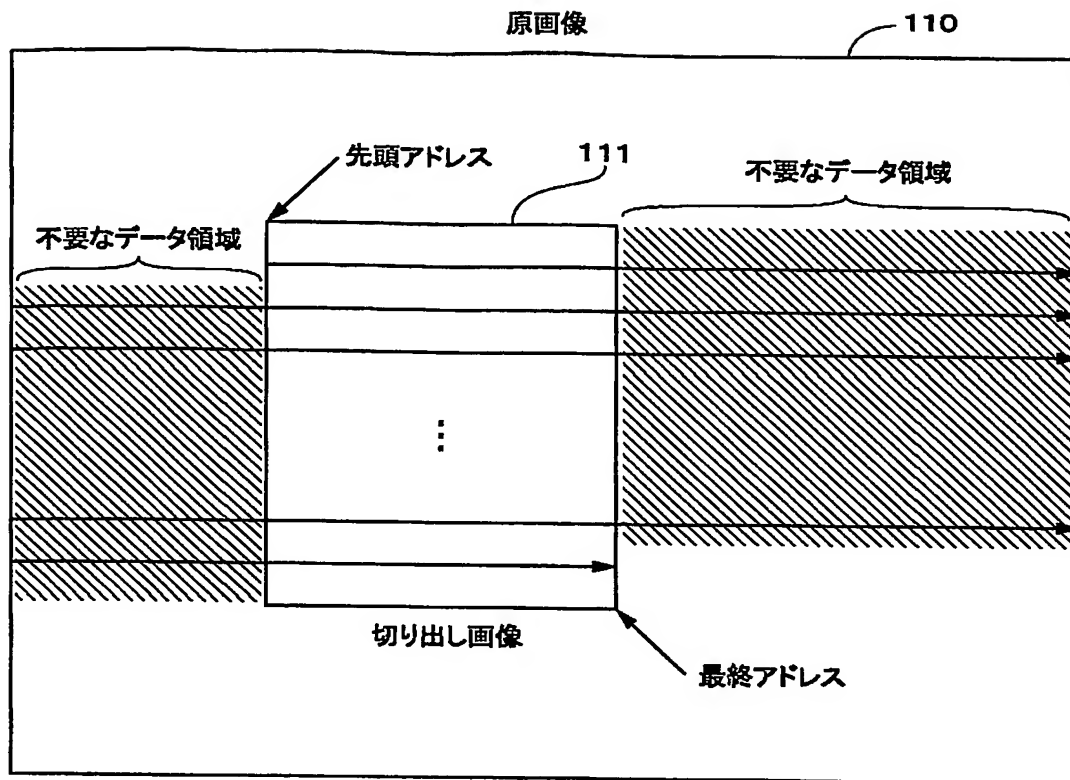 原画像
110
先頭アドレス
111
不要なデータ領域
不要なデータ領域
切り出し画像
最終アドレス